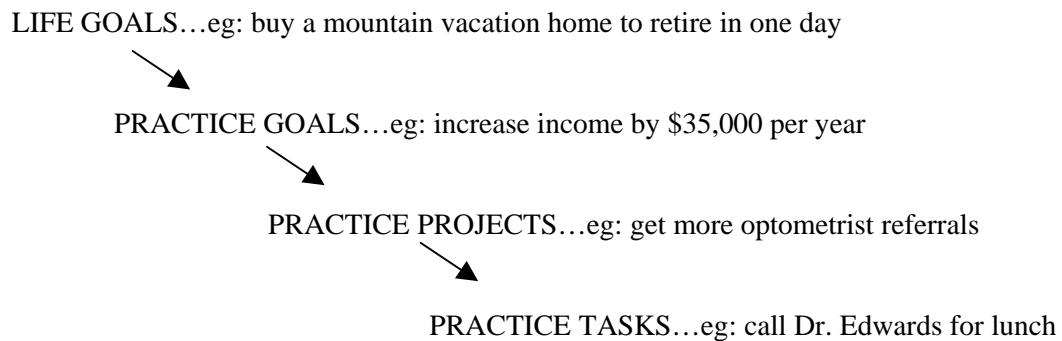 LIFE GOALS…eg: buy a mountain vacation home to retire in one day
PRACTICE GOALS…eg: increase income by $35,000 per year
PRACTICE PROJECTS…eg: get more optometrist referrals
PRACTICE TASKS…eg: call Dr. Edwards for lunch